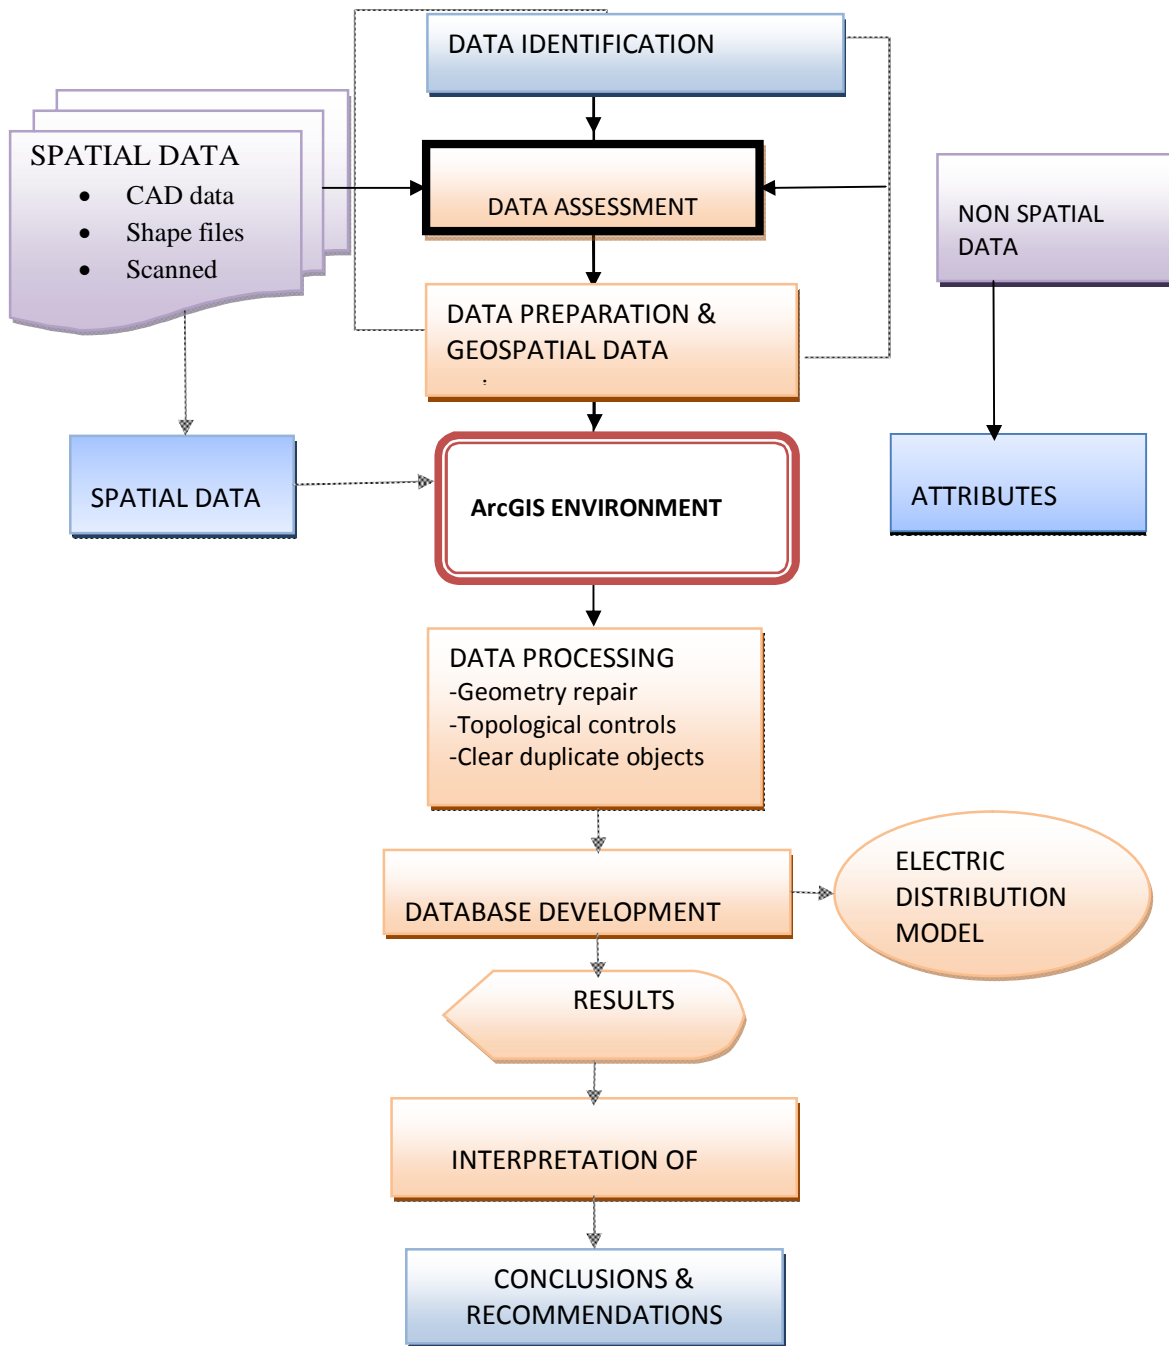 DATA IDENTIFICATION
SPATIAL DATA
• CAD data
• Shape files
• Scanned
DATA ASSESSMENT
NON SPATIAL
DATA
DATA PREPARATION &
GEOSPATIAL DATA
SPATIAL DATA
ArcGIS ENVIRONMENT
ATTRIBUTES
DATA PROCESSING
-Geometry repair
-Topological controls
-Clear duplicate objects
DATABASE DEVELOPMENT
ELECTRIC
DISTRIBUTION
MODEL
RESULTS
INTERPRETATION OF
CONCLUSIONS &
RECOMMENDATIONS